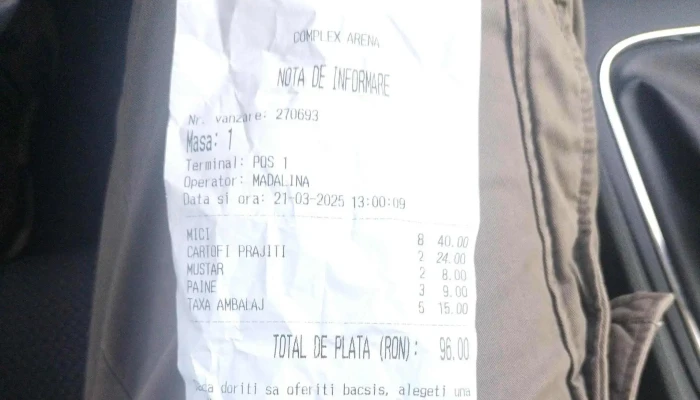 COMPLEX ARENA
NOTA DE INFORMARE
Nr. vanzare: 270693
Masa: 1
Terminal: POS 1
Operator: MADALINA
Data si ora: 21-03-2025 13:00:09
MICI 8 40.00
CARTOFI PRAJITI 2 24.00
MUSTAR 2 8.00
PAINE 3 9.00
TAXA AMBALAJ 5 15.00
TOTAL DE PLATA (RON): 96.00
Daca doriti sa oferiti bacsis, alegeti una